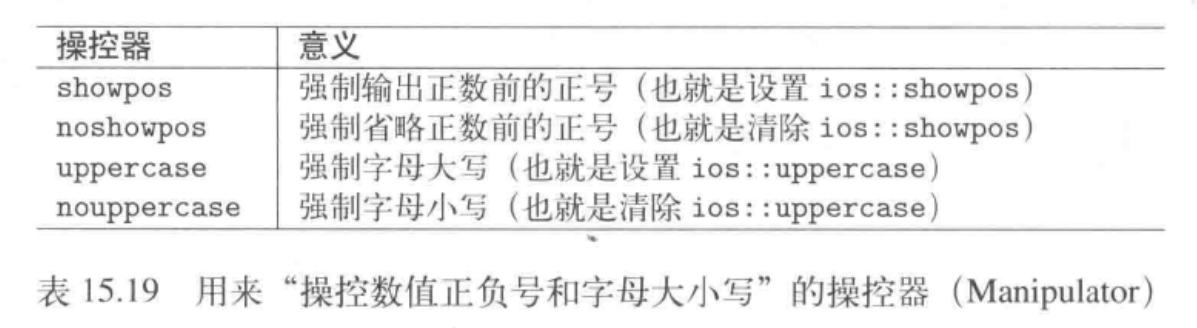 操控器 意义
showpos 强制输出正数前的正号（也就是设置 ios::showpos）
noshowpos 强制省略正数前的正号（也就是清除 ios::showpos）
uppercase 强制字母大写（也就是设置 ios::uppercase）
nouppercase 强制字母小写（也就是清除 ios::uppercase）
表 15.19 用来“操控数值正负号和字母大小写”的操控器（Manipulator）